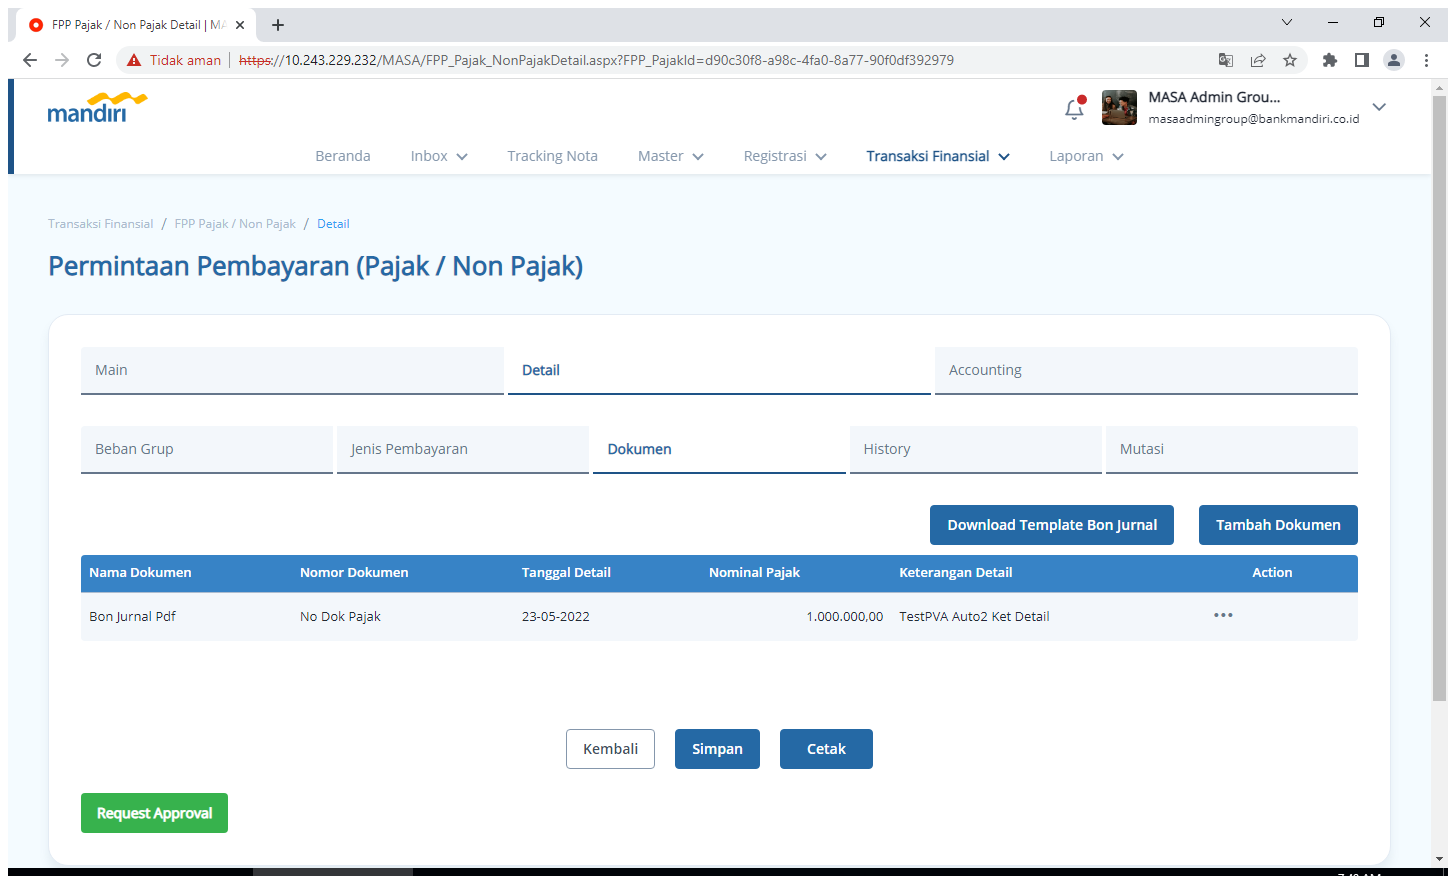 FPP Pajak / Non Pajak Detail | MA
Tidak aman | https://10.243.229.232/MASA/FPP_Pajak_NonPajakDetail.aspx?FPP_PajakId=d90c30f8-a98c-4fa0-8a77-90f0df392979
mandiri
MASA Admin Grou...
masaadmingroup@bankmandiri.co.id
Beranda Inbox Tracking Nota Master Registrasi Transaksi Finansial Laporan
Transaksi Finansial / FPP Pajak / Non Pajak / Detail
Permintaan Pembayaran (Pajak / Non Pajak)
Main Detail Accounting
Beban Grup Jenis Pembayaran Dokumen History Mutasi
Download Template Bon Jurnal Tambah Dokumen
Nama Dokumen Nomor Dokumen Tanggal Detail Nominal Pajak Keterangan Detail Action
Bon Jurnal Pdf No Dok Pajak 23-05-2022 1.000.000,00 TestPVA Auto2 Ket Detail
Kembali Simpan Cetak
Request Approval